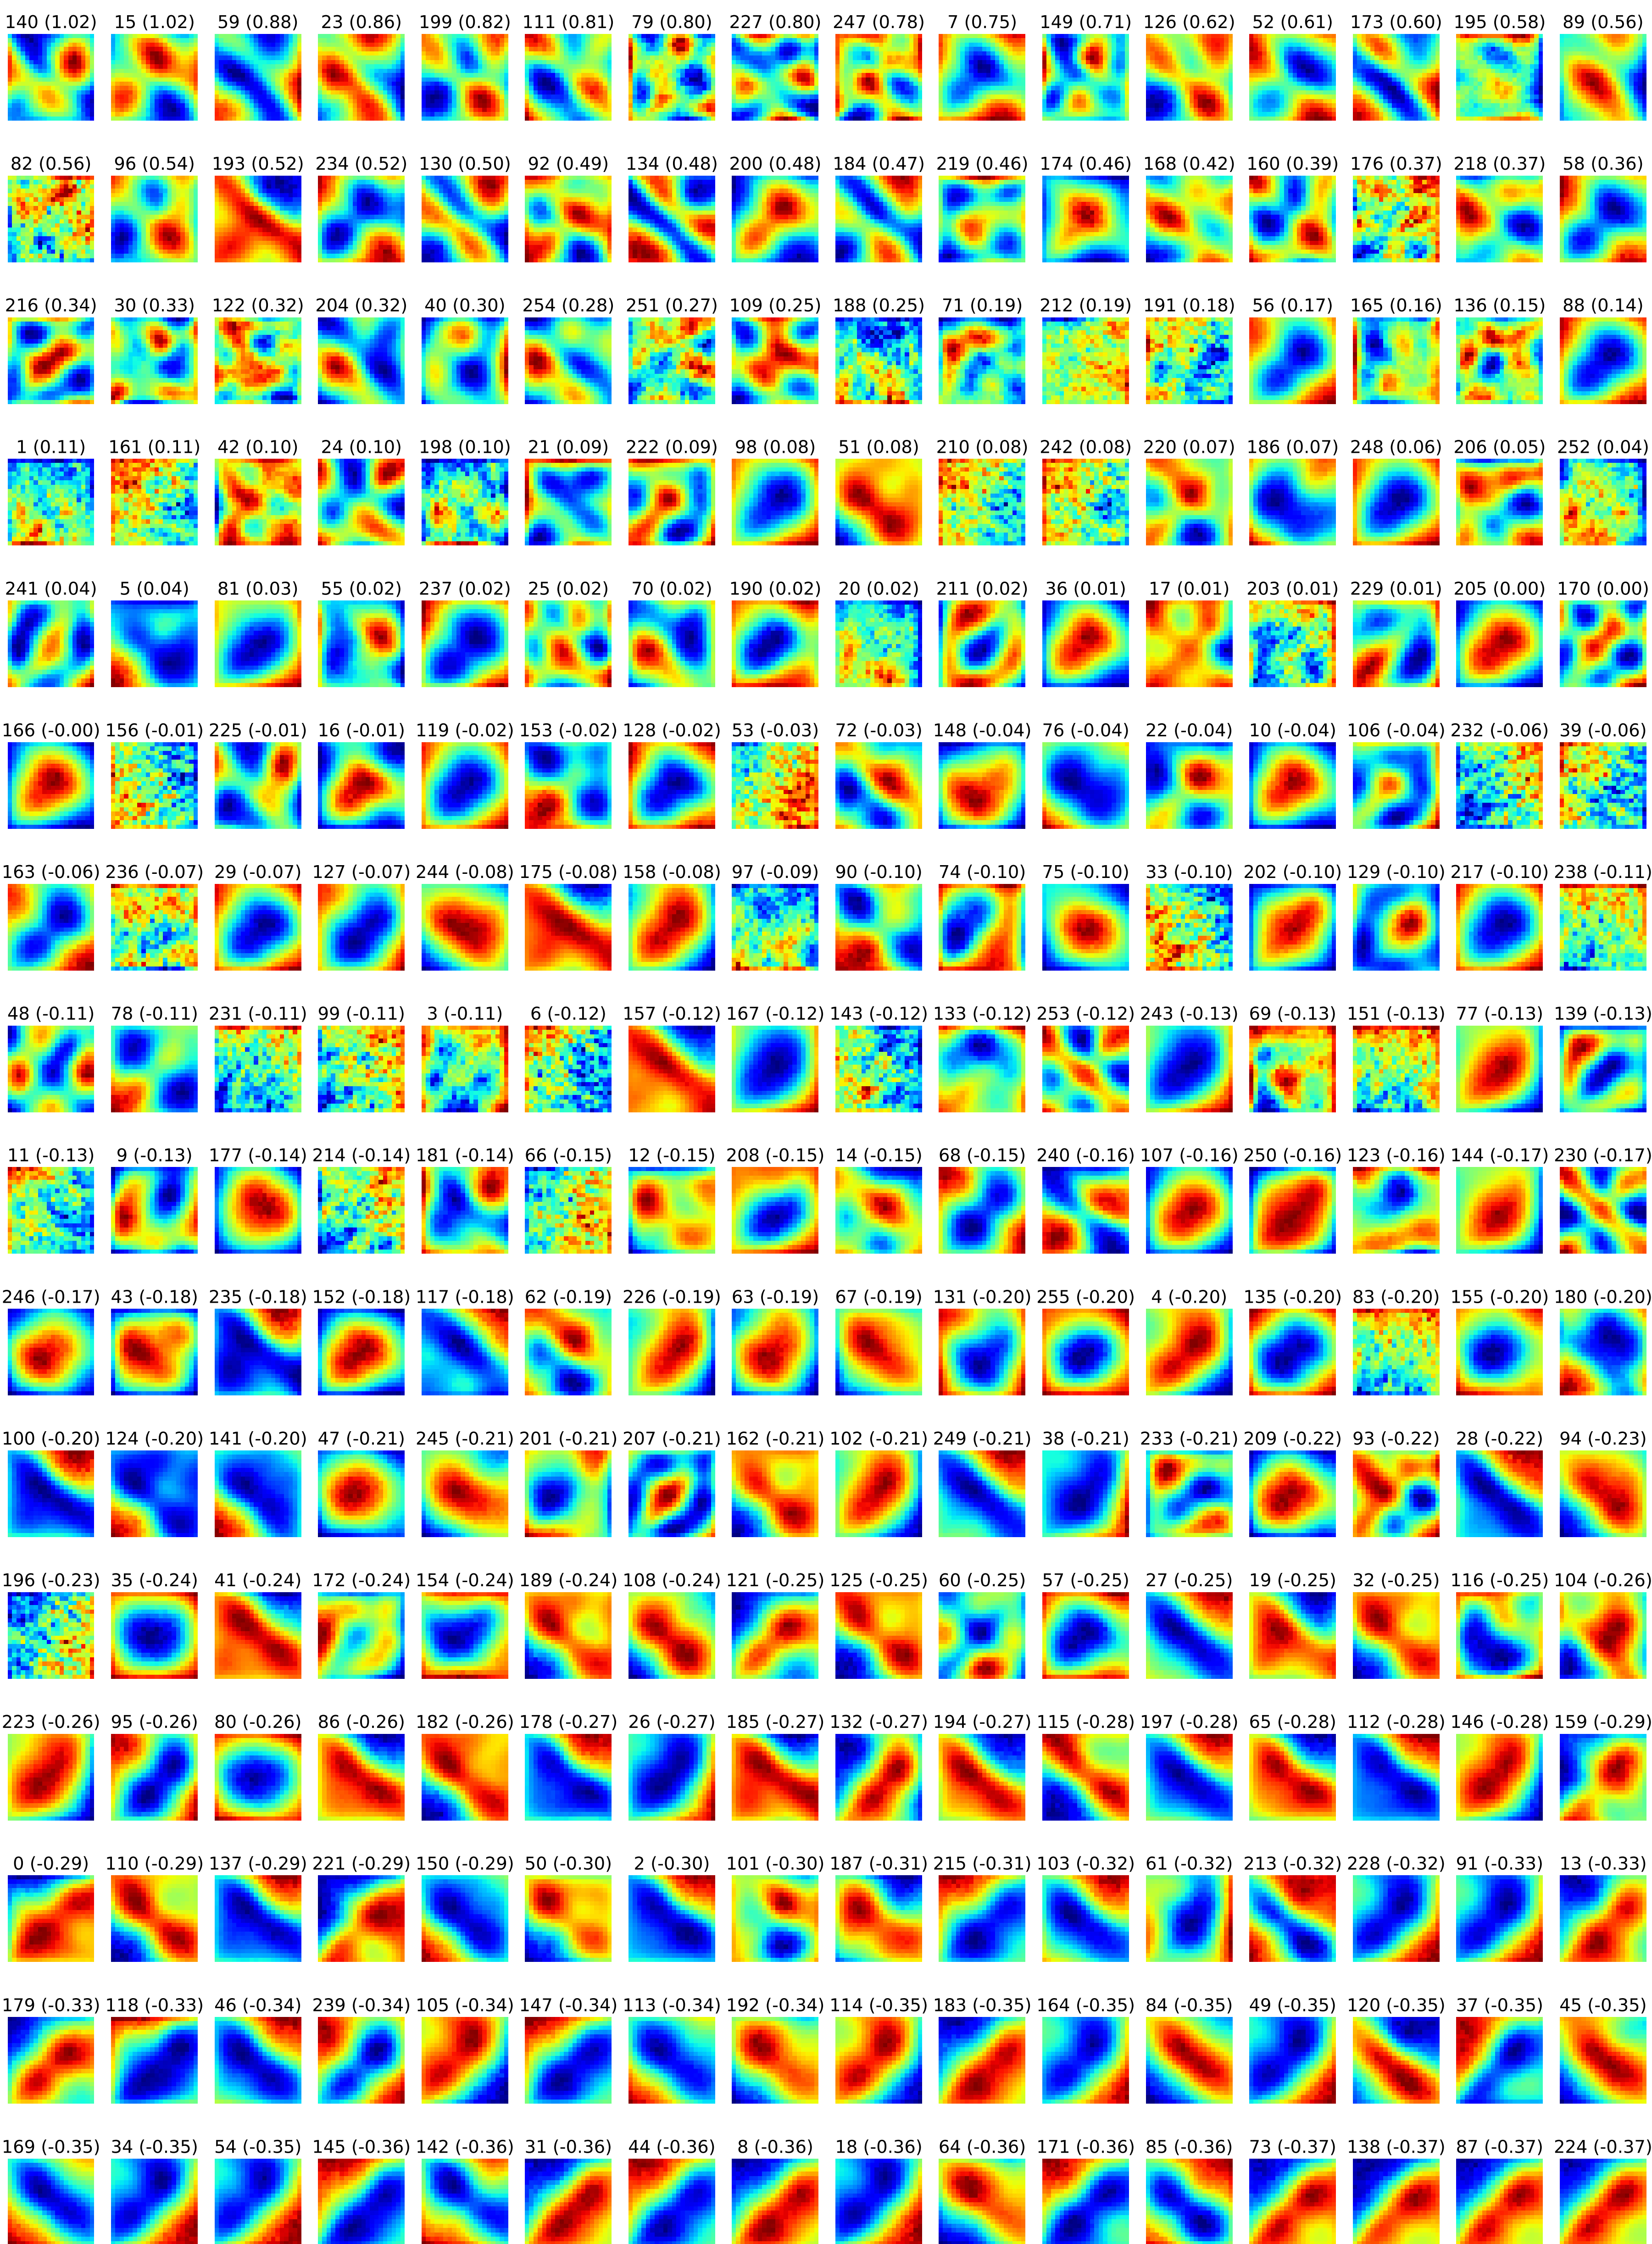 140 (1.02) 15 (1.02) 59 (0.88) 23 (0.86) 199 (0.82) 111 (0.81) 79 (0.80) 227 (0.80) 247 (0.78) 7 (0.75) 149 (0.71) 126 (0.62) 52 (0.61) 173 (0.60) 195 (0.58) 89 (0.56)
82 (0.56) 96 (0.54) 193 (0.52) 234 (0.52) 130 (0.50) 92 (0.49) 134 (0.48) 200 (0.48) 184 (0.47) 219 (0.46) 174 (0.46) 168 (0.42) 160 (0.39) 176 (0.37) 218 (0.37) 58 (0.36)
216 (0.34) 30 (0.33) 122 (0.32) 204 (0.32) 40 (0.30) 254 (0.28) 251 (0.27) 109 (0.25) 188 (0.25) 71 (0.19) 212 (0.19) 191 (0.18) 56 (0.17) 165 (0.16) 136 (0.15) 88 (0.14)
1 (0.11) 161 (0.11) 42 (0.10) 24 (0.10) 198 (0.10) 21 (0.09) 222 (0.09) 98 (0.08) 51 (0.08) 210 (0.08) 242 (0.08) 220 (0.07) 186 (0.07) 248 (0.06) 206 (0.05) 252 (0.04)
241 (0.04) 5 (0.04) 81 (0.03) 55 (0.02) 237 (0.02) 25 (0.02) 70 (0.02) 190 (0.02) 20 (0.02) 211 (0.02) 36 (0.01) 17 (0.01) 203 (0.01) 229 (0.01) 205 (0.00) 170 (0.00)
166 (-0.00) 156 (-0.01) 225 (-0.01) 16 (-0.01) 119 (-0.02) 153 (-0.02) 128 (-0.02) 53 (-0.03) 72 (-0.03) 148 (-0.04) 76 (-0.04) 22 (-0.04) 10 (-0.04) 106 (-0.04) 232 (-0.06) 39 (-0.06)
163 (-0.06) 236 (-0.07) 29 (-0.07) 127 (-0.07) 244 (-0.08) 175 (-0.08) 158 (-0.08) 97 (-0.09) 90 (-0.10) 74 (-0.10) 75 (-0.10) 33 (-0.10) 202 (-0.10) 129 (-0.10) 217 (-0.10) 238 (-0.11)
48 (-0.11) 78 (-0.11) 231 (-0.11) 99 (-0.11) 3 (-0.11) 6 (-0.12) 157 (-0.12) 167 (-0.12) 143 (-0.12) 133 (-0.12) 253 (-0.12) 243 (-0.13) 69 (-0.13) 151 (-0.13) 77 (-0.13) 139 (-0.13)
11 (-0.13) 9 (-0.13) 177 (-0.14) 214 (-0.14) 181 (-0.14) 66 (-0.15) 12 (-0.15) 208 (-0.15) 14 (-0.15) 68 (-0.15) 240 (-0.16) 107 (-0.16) 250 (-0.16) 123 (-0.16) 144 (-0.17) 230 (-0.17)
246 (-0.17) 43 (-0.18) 235 (-0.18) 152 (-0.18) 117 (-0.18) 62 (-0.19) 226 (-0.19) 63 (-0.19) 67 (-0.19) 131 (-0.20) 255 (-0.20) 4 (-0.20) 135 (-0.20) 83 (-0.20) 155 (-0.20) 180 (-0.20)
100 (-0.20) 124 (-0.20) 141 (-0.20) 47 (-0.21) 245 (-0.21) 201 (-0.21) 207 (-0.21) 162 (-0.21) 102 (-0.21) 249 (-0.21) 38 (-0.21) 233 (-0.21) 209 (-0.22) 93 (-0.22) 28 (-0.22) 94 (-0.23)
196 (-0.23) 35 (-0.24) 41 (-0.24) 172 (-0.24) 154 (-0.24) 189 (-0.24) 108 (-0.24) 121 (-0.25) 125 (-0.25) 60 (-0.25) 57 (-0.25) 27 (-0.25) 19 (-0.25) 32 (-0.25) 116 (-0.25) 104 (-0.26)
223 (-0.26) 95 (-0.26) 80 (-0.26) 86 (-0.26) 182 (-0.26) 178 (-0.27) 26 (-0.27) 185 (-0.27) 132 (-0.27) 194 (-0.27) 115 (-0.28) 197 (-0.28) 65 (-0.28) 112 (-0.28) 146 (-0.28) 159 (-0.29)
0 (-0.29) 110 (-0.29) 137 (-0.29) 221 (-0.29) 150 (-0.29) 50 (-0.30) 2 (-0.30) 101 (-0.30) 187 (-0.31) 215 (-0.31) 103 (-0.32) 61 (-0.32) 213 (-0.32) 228 (-0.32) 91 (-0.33) 13 (-0.33)
179 (-0.33) 118 (-0.33) 46 (-0.34) 239 (-0.34) 105 (-0.34) 147 (-0.34) 113 (-0.34) 192 (-0.34) 114 (-0.35) 183 (-0.35) 164 (-0.35) 84 (-0.35) 49 (-0.35) 120 (-0.35) 37 (-0.35) 45 (-0.35)
169 (-0.35) 34 (-0.35) 54 (-0.35) 145 (-0.36) 142 (-0.36) 31 (-0.36) 44 (-0.36) 8 (-0.36) 18 (-0.36) 64 (-0.36) 171 (-0.36) 85 (-0.36) 73 (-0.37) 138 (-0.37) 87 (-0.37) 224 (-0.37)